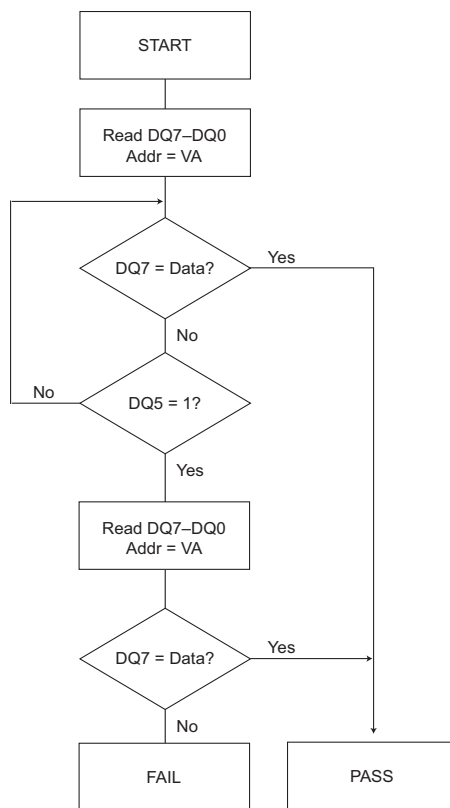 START
Read DQ7–DQ0
Addr = VA
DQ7 = Data?
Yes
No
No
DQ5 = 1?
Yes
Read DQ7–DQ0
Addr = VA
DQ7 = Data?
Yes
No
FAIL
PASS